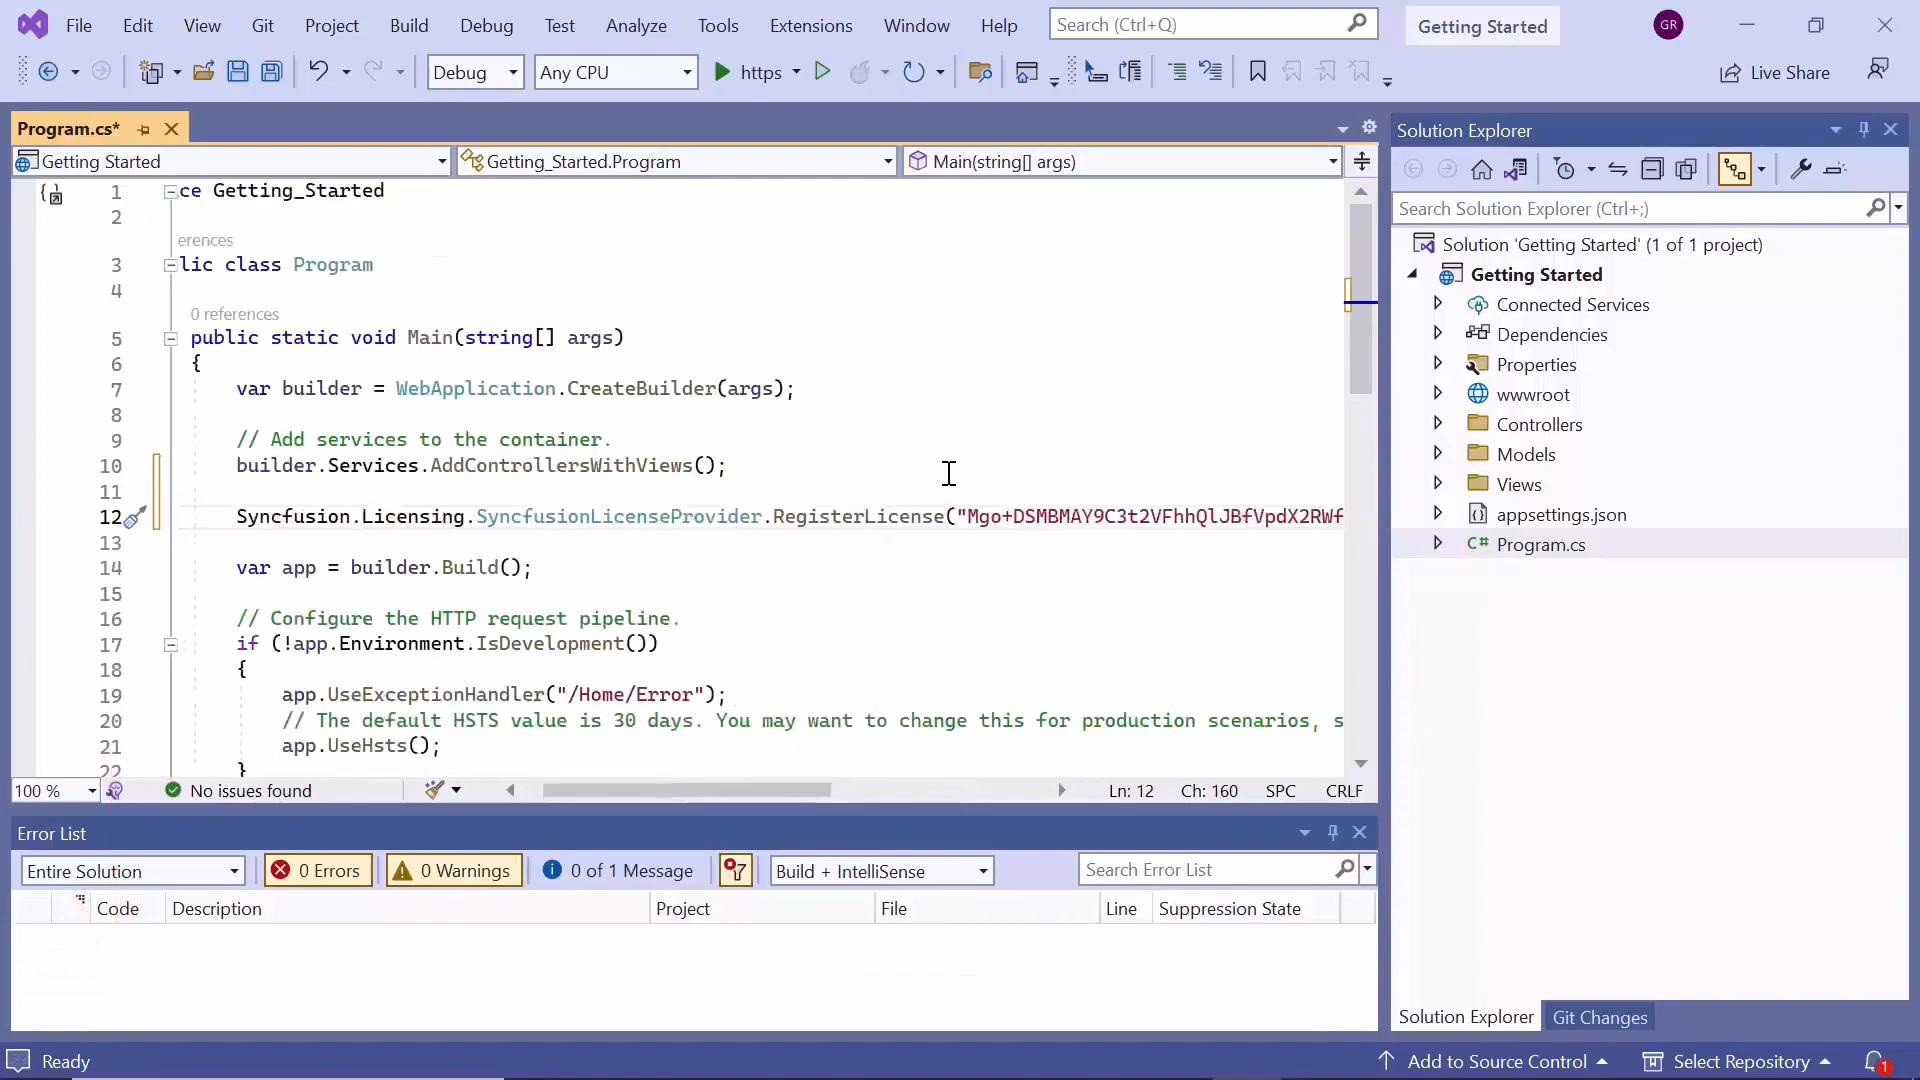 File Edit View Git Project Build Debug Test Analyze Tools Extensions Window Help Search (Ctrl+Q) Getting Started GR
Debug Any CPU https Live Share
Program.cs*
Getting Started Getting_Started.Program Main(string[] args)
1 ce Getting_Started
2
erences
3 lic class Program
4
0 references
5 public static void Main(string[] args)
6 {
7 var builder = WebApplication.CreateBuilder(args);
8
9 // Add services to the container.
10 builder.Services.AddControllersWithViews();
11
12 Syncfusion.Licensing.SyncfusionLicenseProvider.RegisterLicense("Mgo+DSMBMAY9C3t2VFhhQlJBfVpdX2RWf
13
14 var app = builder.Build();
15
16 // Configure the HTTP request pipeline.
17 if (!app.Environment.IsDevelopment())
18 {
19 app.UseExceptionHandler("/Home/Error");
20 // The default HSTS value is 30 days. You may want to change this for production scenarios, s
21 app.UseHsts();
22 }
100 % No issues found Ln: 12 Ch: 160 SPC CRLF
Error List
Entire Solution 0 Errors 0 Warnings 0 of 1 Message Build + IntelliSense Search Error List
Code Description Project File Line Suppression State
Solution Explorer
Search Solution Explorer (Ctrl+;)
Solution 'Getting Started' (1 of 1 project)
Getting Started
Connected Services
Dependencies
Properties
wwwroot
Controllers
Models
Views
appsettings.json
C# Program.cs
Solution Explorer Git Changes
Ready Add to Source Control Select Repository 1